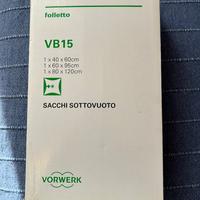 folletto
VB15
1 x 40 x 60cm
1 x 60 x 95cm
1 x 80 x 120cm
SACCHI SOTTOVUOTO
VORWERK